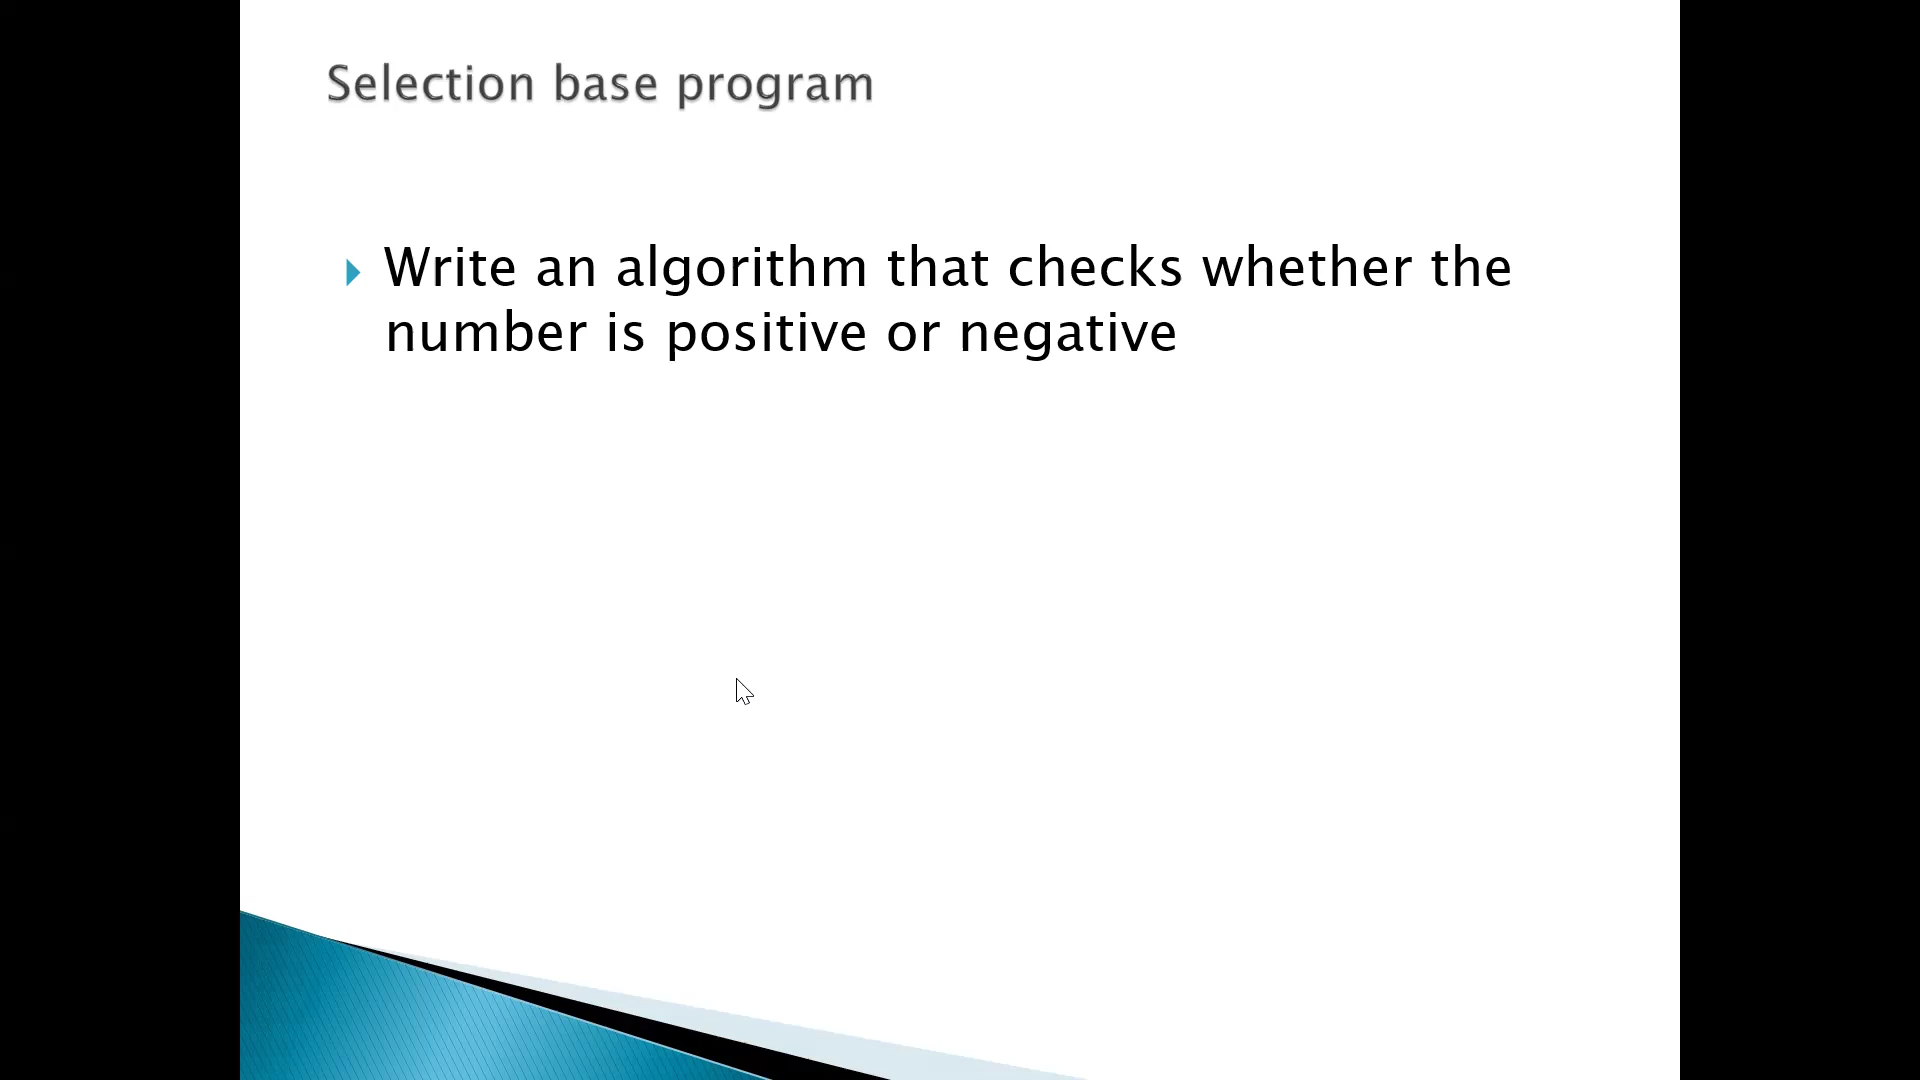 Selection base program
Write an algorithm that checks whether the
number is positive or negative